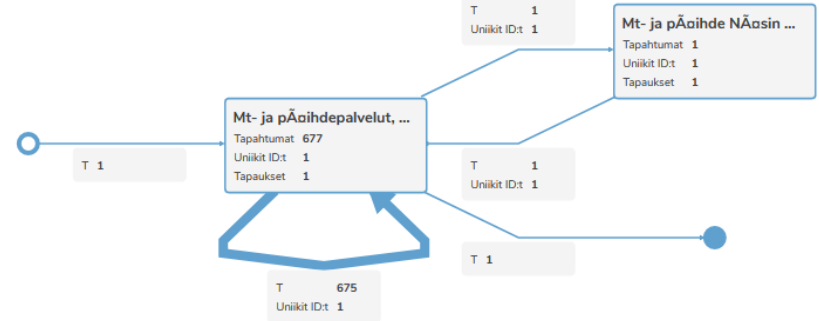 T 1
Uniikit ID:t 1
Mt- ja pÃ¤ihde NÃ¤sin ...
Tapahtumat 1
Uniikit ID:t 1
Tapaukset 1
Mt- ja pÃ¤ihdepalvelut, ...
Tapahtumat 677
Uniikit ID:t 1
Tapaukset 1
T 1
T 1
Uniikit ID:t 1
T 1
T 675
Uniikit ID:t 1